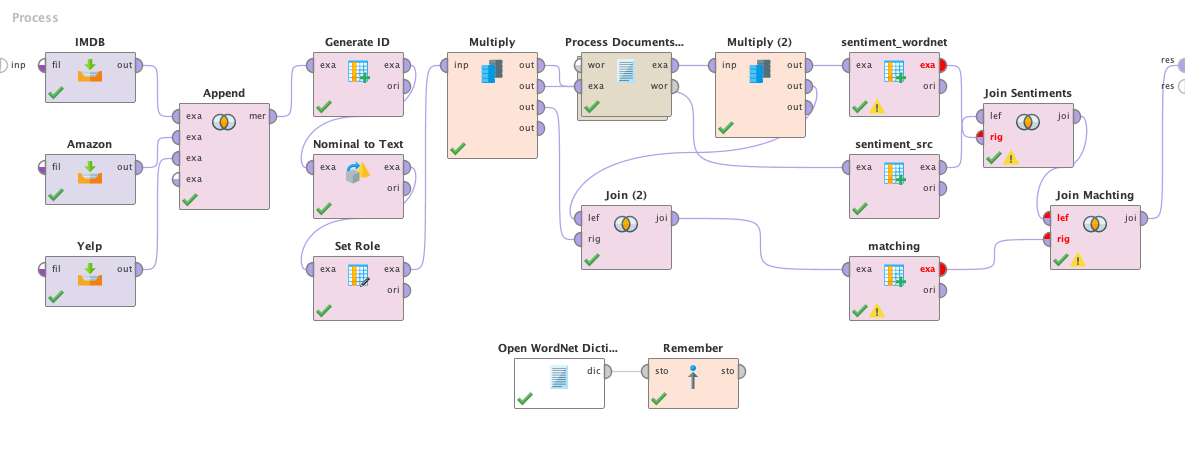 Process
inp
IMDB
fil out
Amazon
fil out
Yelp
fil out
Append
exa mer
exa
exa
exa
Generate ID
exa exa
ori
Nominal to Text
exa exa
ori
Set Role
exa exa
ori
Multiply
inp out
out
out
out
Process Documents...
wor exa
exa wor
Multiply (2)
inp out
out
out
Join (2)
lef joi
rig
sentiment_wordnet
exa exa
ori
sentiment_src
exa exa
ori
matching
exa exa
ori
Join Sentiments
lef joi
rig
Join Machting
lef joi
rig
res
res
Open WordNet Dicti...
dic
Remember
sto sto